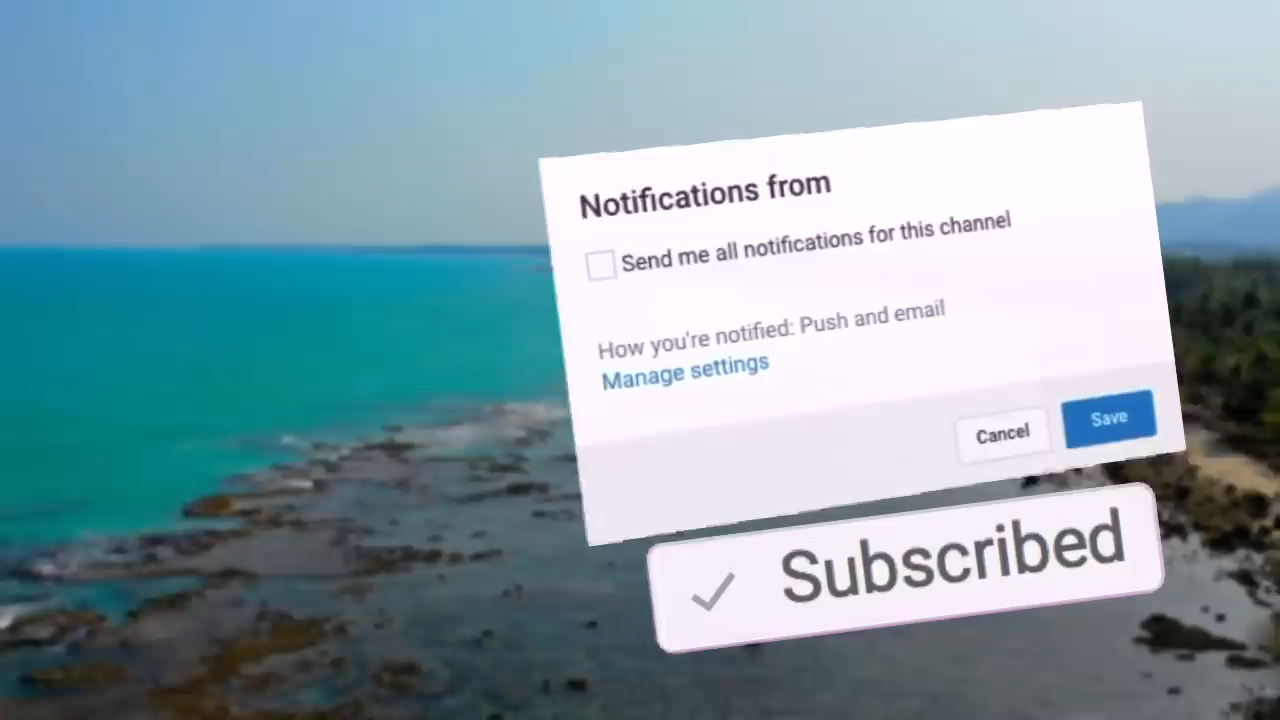 Notifications from
Send me all notifications for this channel
How you're notified: Push and email
Manage settings
Cancel
Save
Subscribed